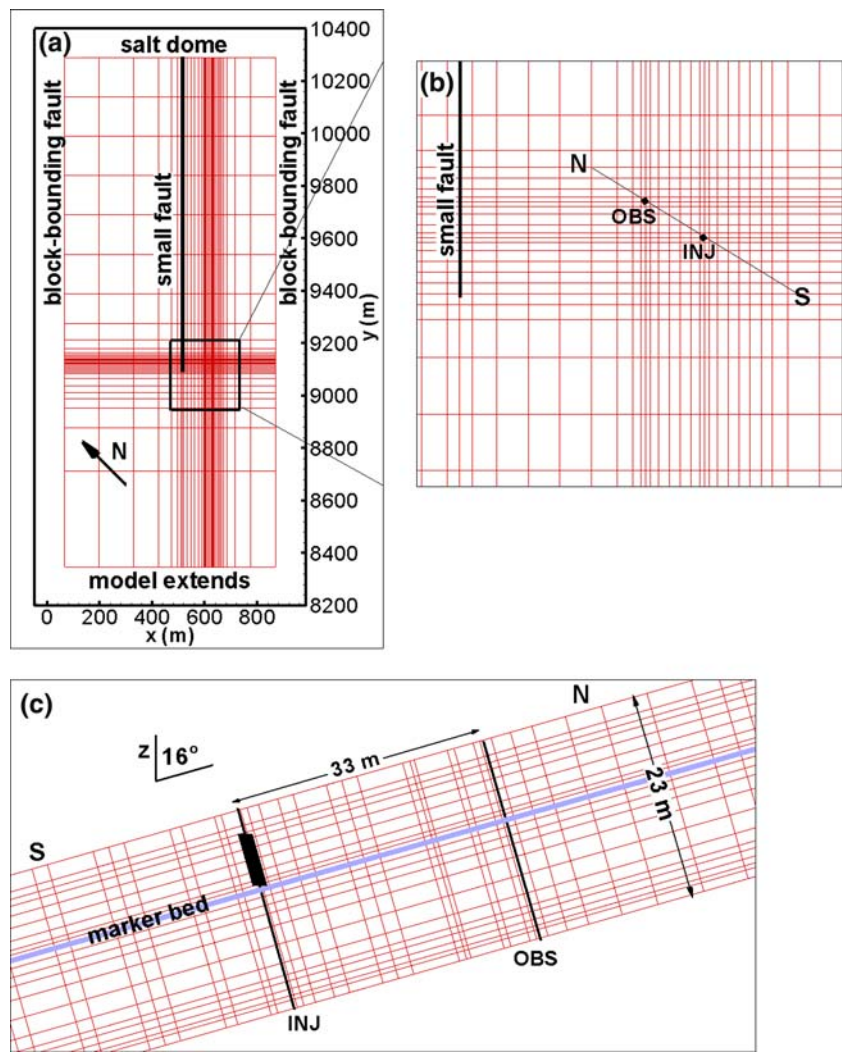 (a)
salt dome
block-bounding fault
small fault
block-bounding fault
N
model extends
10400
10200
10000
9800
9600
9400
y (m)
9200
9000
8800
8600
8400
8200
0 200 400 600 800
x (m)
(b)
small fault
N
OBS
INJ
S
(c)
z 16º
33 m
N
23 m
S
marker bed
OBS
INJ